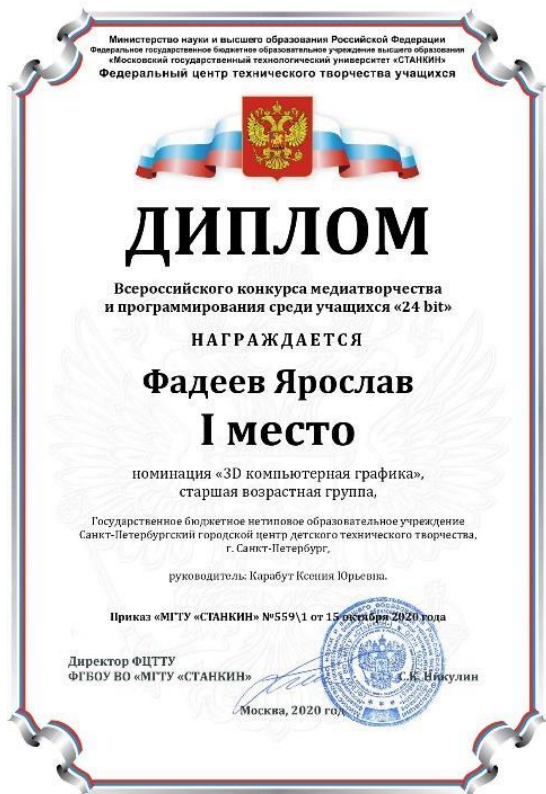 Министерство науки и высшего образования Российской Федерации
Федеральное государственное бюджетное образовательное учреждение высшего образования
«Московский государственный технологический университет «СТАНКИН»
Федеральный центр технического творчества учащихся
ДИПЛОМ
Всероссийского конкурса медиатворчества
и программирования среди учащихся «24 bit»
НАГРАЖДАЕТСЯ
Фадеев Ярослав
I место
номинация «3D компьютерная графика»,
старшая возрастная группа,
Государственное бюджетное нетиповое образовательное учреждение
Санкт-Петербургский городской центр детского технического творчества,
г. Санкт-Петербург,
руководитель: Карабут Ксения Юрьевна.
Приказ «МГТУ «СТАНКИН» №559\1 от 15 октября 2020 года
Директор ФЦТТУ
ФГБОУ ВО «МГТУ «СТАНКИН»
С.К. Никулин
Москва, 2020 год